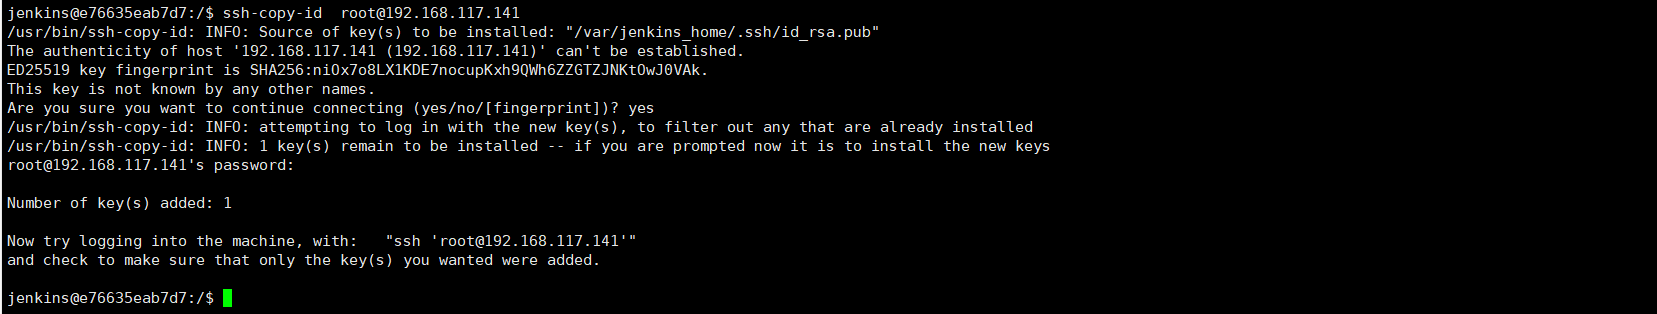 jenkins@e76635eab7d7:/$ ssh-copy-id  root@192.168.117.141
/usr/bin/ssh-copy-id: INFO: Source of key(s) to be installed: "/var/jenkins_home/.ssh/id_rsa.pub"
The authenticity of host '192.168.117.141 (192.168.117.141)' can't be established.
ED25519 key fingerprint is SHA256:niOx7o8LX1KDE7nocupKxh9QWh6ZZGTZJNKtOwJ0VAk.
This key is not known by any other names.
Are you sure you want to continue connecting (yes/no/[fingerprint])? yes
/usr/bin/ssh-copy-id: INFO: attempting to log in with the new key(s), to filter out any that are already installed
/usr/bin/ssh-copy-id: INFO: 1 key(s) remain to be installed -- if you are prompted now it is to install the new keys
root@192.168.117.141's password:
Number of key(s) added: 1
Now try logging into the machine, with:   "ssh 'root@192.168.117.141'"
and check to make sure that only the key(s) you wanted were added.
jenkins@e76635eab7d7:/$